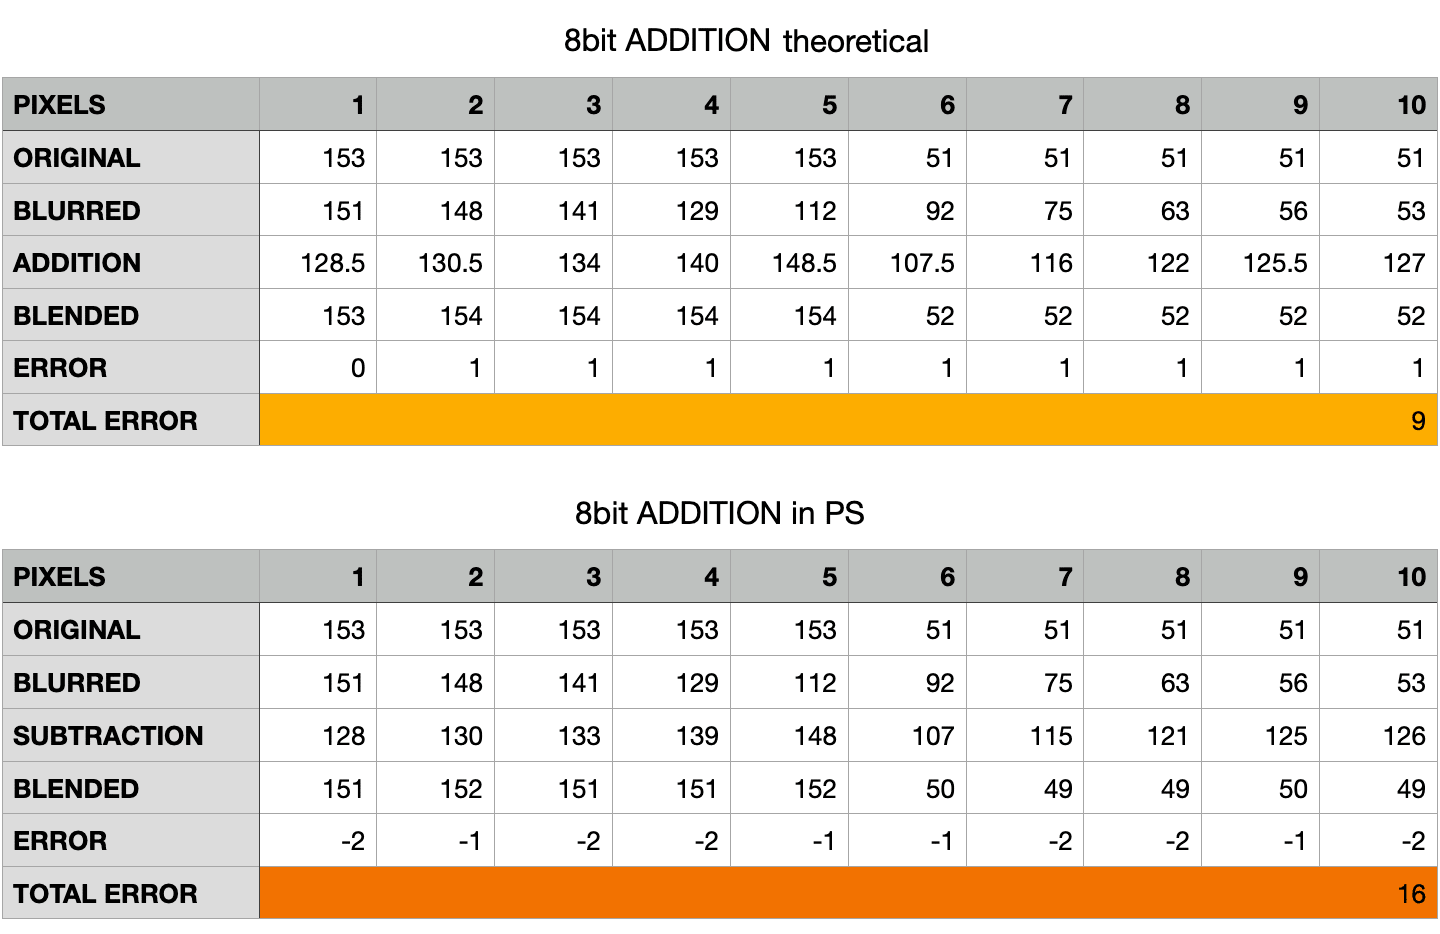 8bit ADDITION theoretical
PIXELS 1 2 3 4 5 6 7 8 9 10
ORIGINAL 153 153 153 153 153 51 51 51 51 51
BLURRED 151 148 141 129 112 92 75 63 56 53
ADDITION 128.5 130.5 134 140 148.5 107.5 116 122 125.5 127
BLENDED 153 154 154 154 154 52 52 52 52 52
ERROR 0 1 1 1 1 1 1 1 1 1
TOTAL ERROR 9
8bit ADDITION in PS
PIXELS 1 2 3 4 5 6 7 8 9 10
ORIGINAL 153 153 153 153 153 51 51 51 51 51
BLURRED 151 148 141 129 112 92 75 63 56 53
SUBTRACTION 128 130 133 139 148 107 115 121 125 126
BLENDED 151 152 151 151 152 50 49 49 50 49
ERROR -2 -1 -2 -2 -1 -1 -2 -2 -1 -2
TOTAL ERROR 16